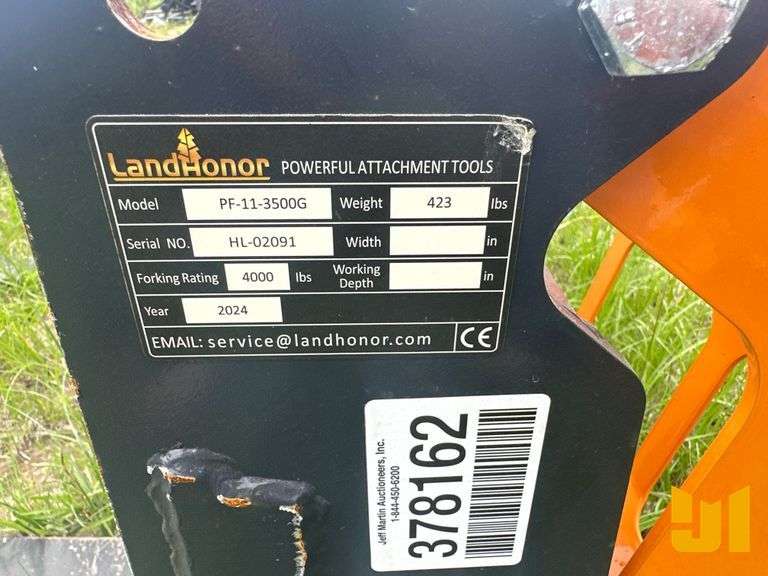 LandHonor POWERFUL ATTACHMENT TOOLS
Model PF-11-3500G Weight 423 lbs
Serial NO. HL-02091 Width in
Forking Rating 4000 lbs Working Depth in
Year 2024
EMAIL: service@landhonor.com CE
Jeff Martin Auctioneers, Inc.
1-844-450-6200
378162